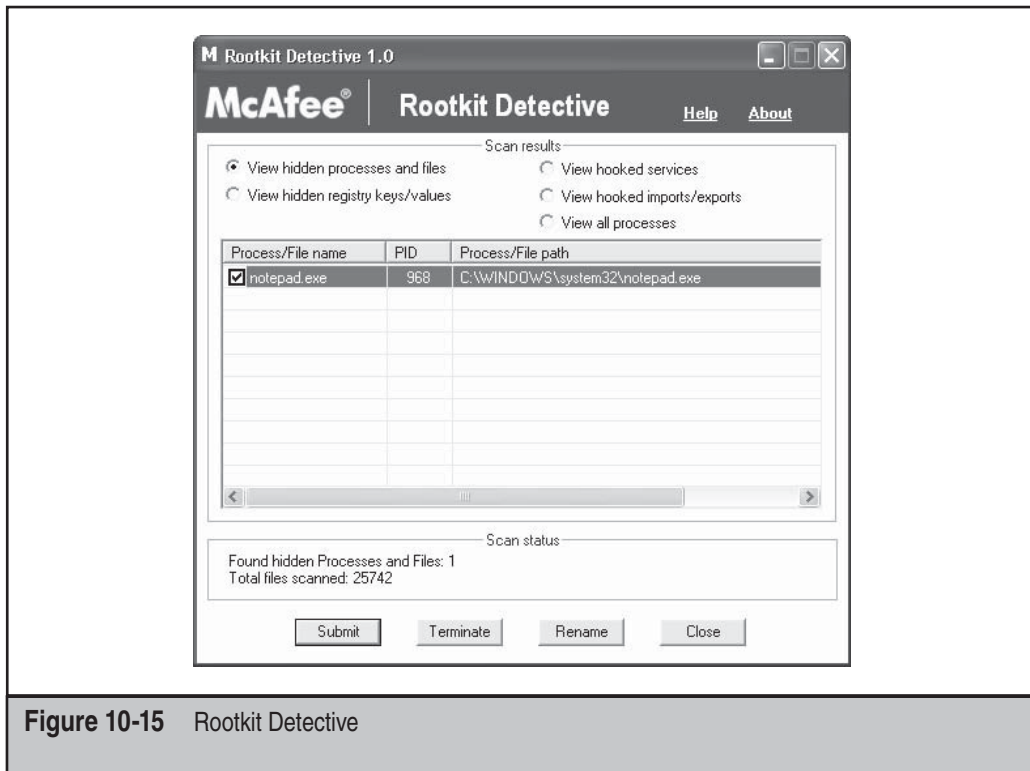 M Rootkit Detective 1.0
McAfee® Rootkit Detective Help About
Scan results
View hidden processes and files
View hooked services
View hidden registry keys/values
View hooked imports/exports
View all processes
Process/File name PID Process/File path
notepad.exe 968 C:\WINDOWS\system32\notepad.exe
Scan status
Found hidden Processes and Files: 1
Total files scanned: 25742
Submit Terminate Rename Close
Figure 10-15 Rootkit Detective